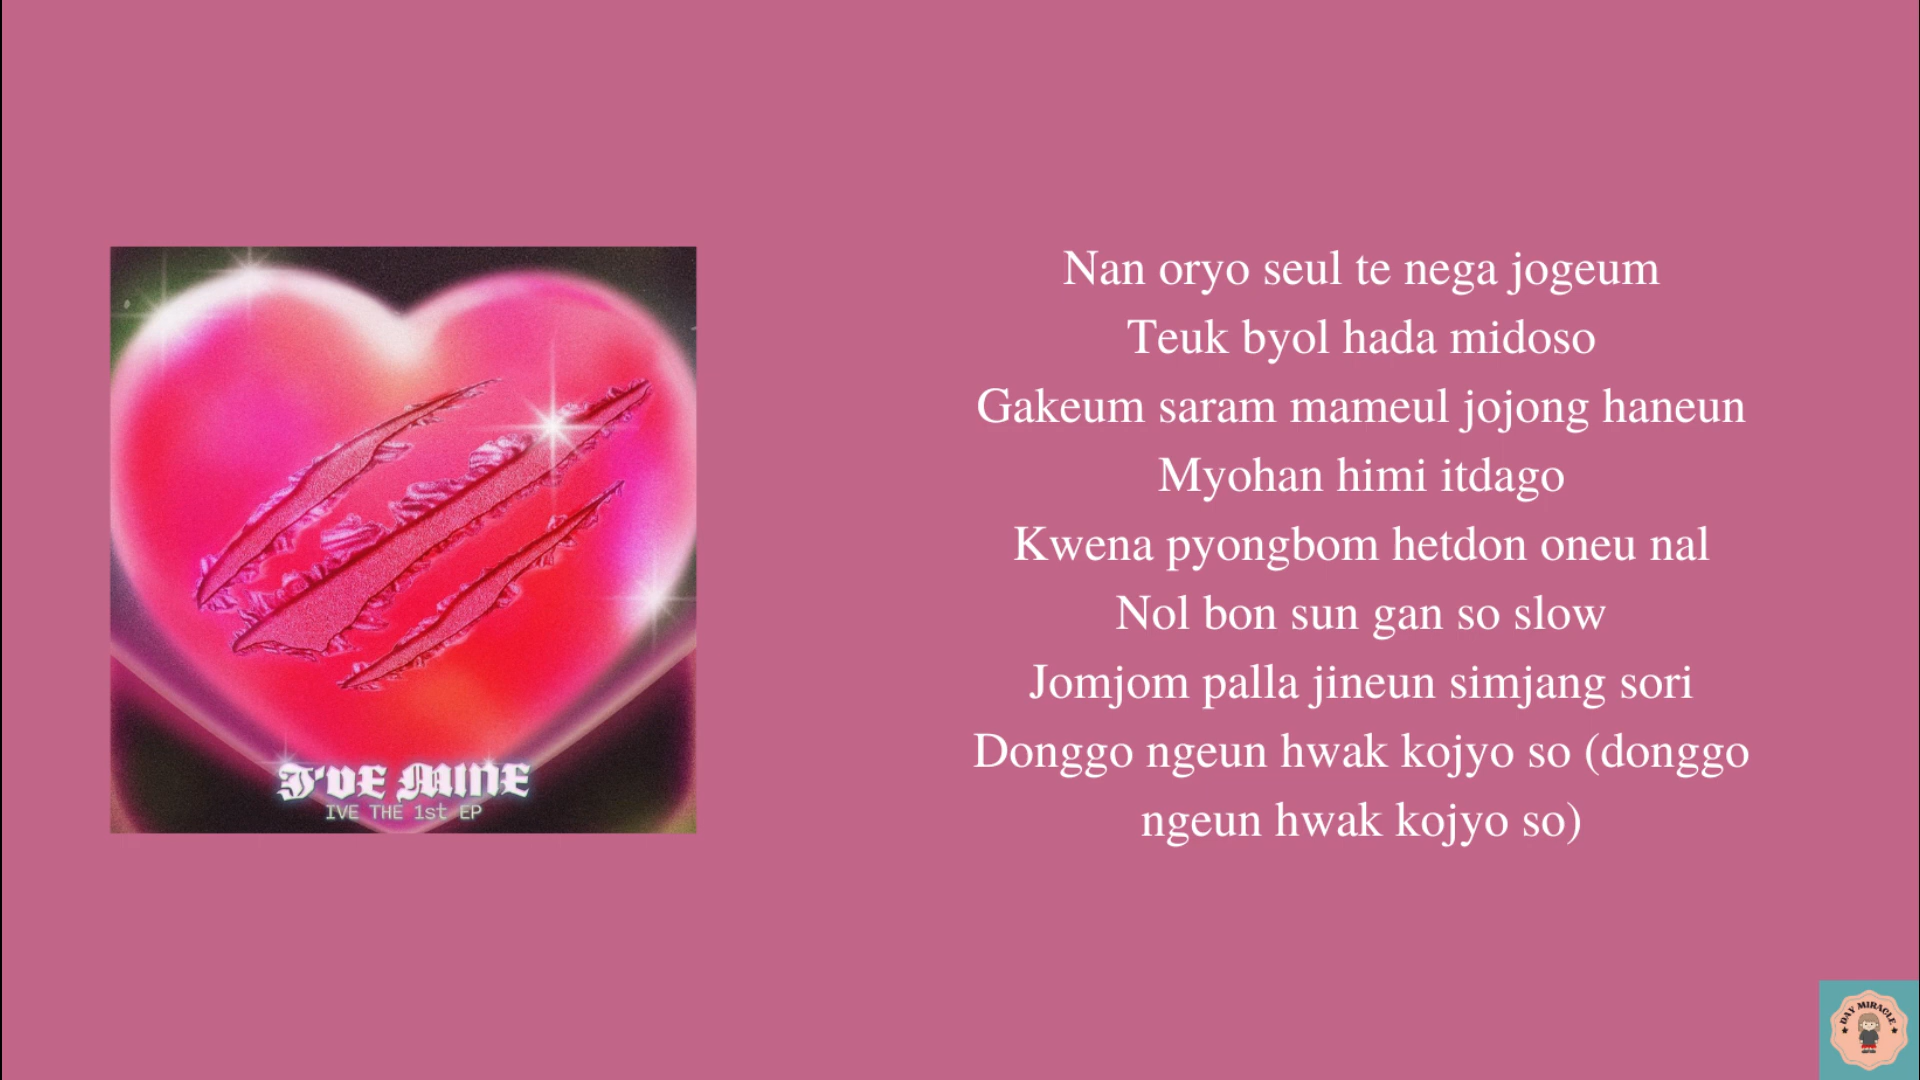 Nan oryo seul te nega jogeum
Teuk byol hada midoso
Gakeum saram mameul jojong haneun
Myohan himi itdago
Kwena pyongbom hetdon oneu nal
Nol bon sun gan so slow
Jomjom palla jineun simjang sori
Donggo ngeun hwak kojyo so (donggo
ngeun hwak kojyo so)
I'VE MINE
IVE THE 1st EP
DAY MIRACLE